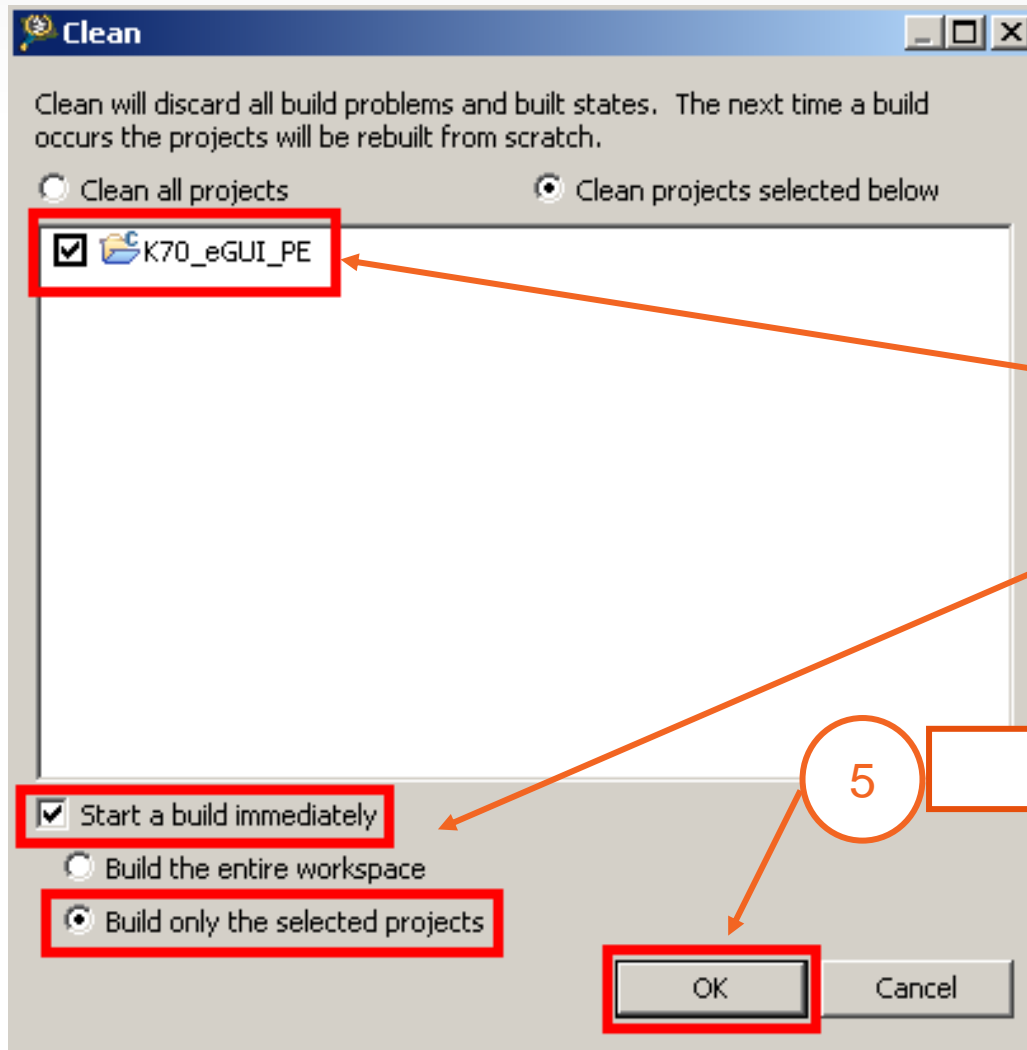 Clean
Clean will discard all build problems and built states. The next time a build
occurs the projects will be rebuilt from scratch.
Clean all projects
Clean projects selected below
K70_eGUI_PE
5
Start a build immediately
Build the entire workspace
Build only the selected projects
OK
Cancel